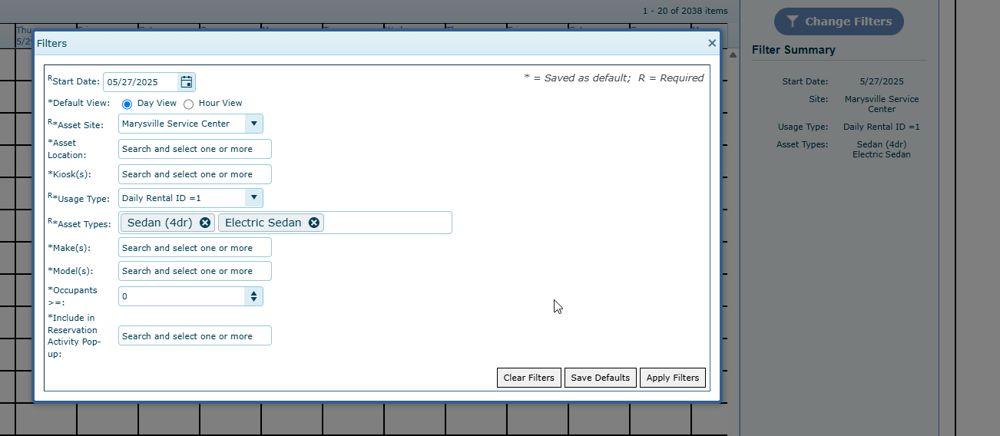 1 - 20 of 2038 items
Change Filters
Filter Summary
Start Date: 5/27/2025
Site: Marysville Service
Center
Usage Type: Daily Rental ID =1
Asset Types: Sedan (4dr)
Electric Sedan
Thu
Filters
* = Saved as default; R = Required
RStart Date: 05/27/2025
*Default View: Day View Hour View
R*Asset Site: Marysville Service Center
*Asset
Location: Search and select one or more
*Kiosk(s): Search and select one or more
R*Usage Type: Daily Rental ID =1
R*Asset Types: Sedan (4dr) Electric Sedan
*Make(s): Search and select one or more
*Model(s): Search and select one or more
*Occupants
>=: 0
*Include in
Reservation
Activity Pop-
up: Search and select one or more
Clear Filters Save Defaults Apply Filters